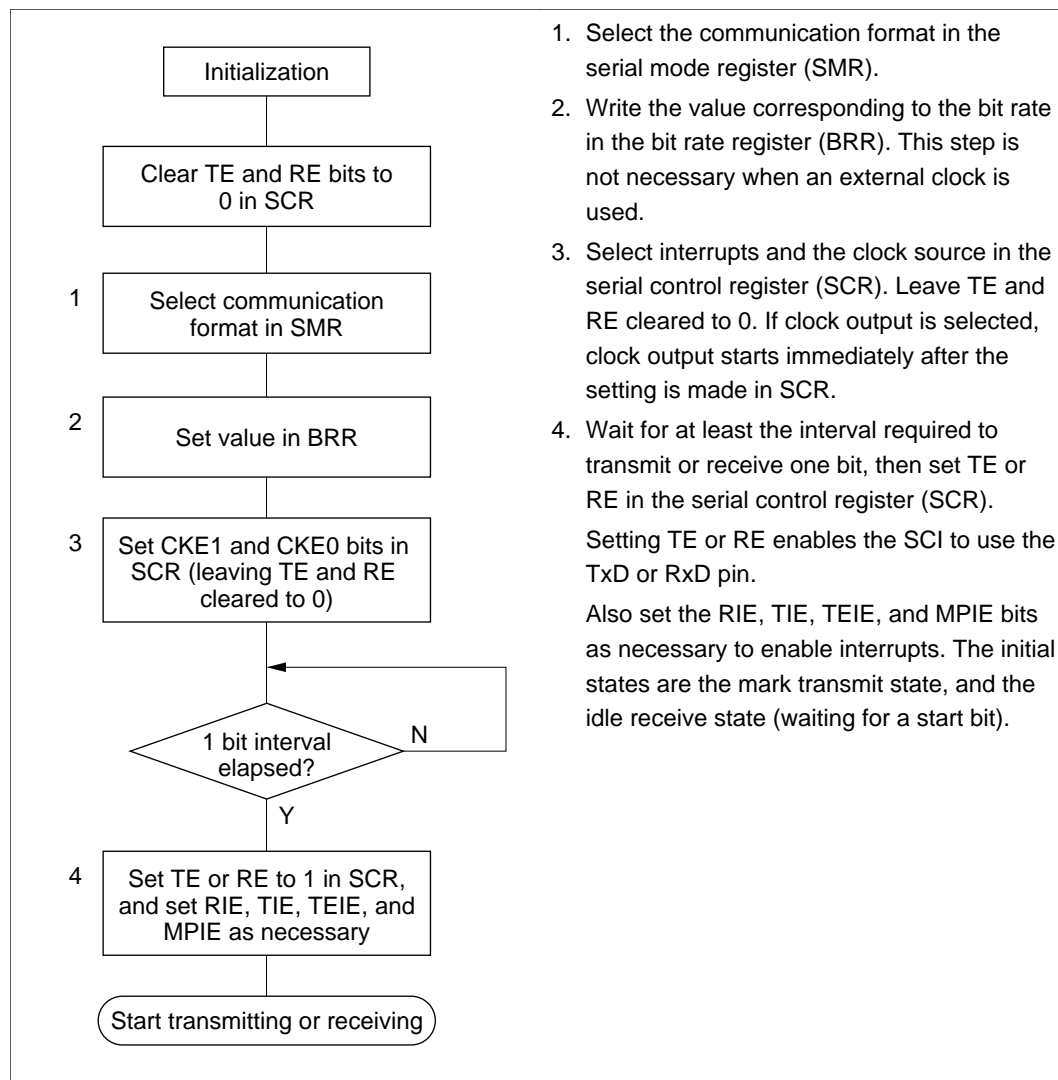 Initialization
Clear TE and RE bits to
0 in SCR
1
Select communication
format in SMR
2
Set value in BRR
3
Set CKE1 and CKE0 bits in
SCR (leaving TE and RE
cleared to 0)
1 bit interval
elapsed?
N
Y
4
Set TE or RE to 1 in SCR,
and set RIE, TIE, TEIE, and
MPIE as necessary
Start transmitting or receiving
1. Select the communication format in the
serial mode register (SMR).
2. Write the value corresponding to the bit rate
in the bit rate register (BRR). This step is
not necessary when an external clock is
used.
3. Select interrupts and the clock source in the
serial control register (SCR). Leave TE and
RE cleared to 0. If clock output is selected,
clock output starts immediately after the
setting is made in SCR.
4. Wait for at least the interval required to
transmit or receive one bit, then set TE or
RE in the serial control register (SCR).
Setting TE or RE enables the SCI to use the
TxD or RxD pin.
Also set the RIE, TIE, TEIE, and MPIE bits
as necessary to enable interrupts. The initial
states are the mark transmit state, and the
idle receive state (waiting for a start bit).